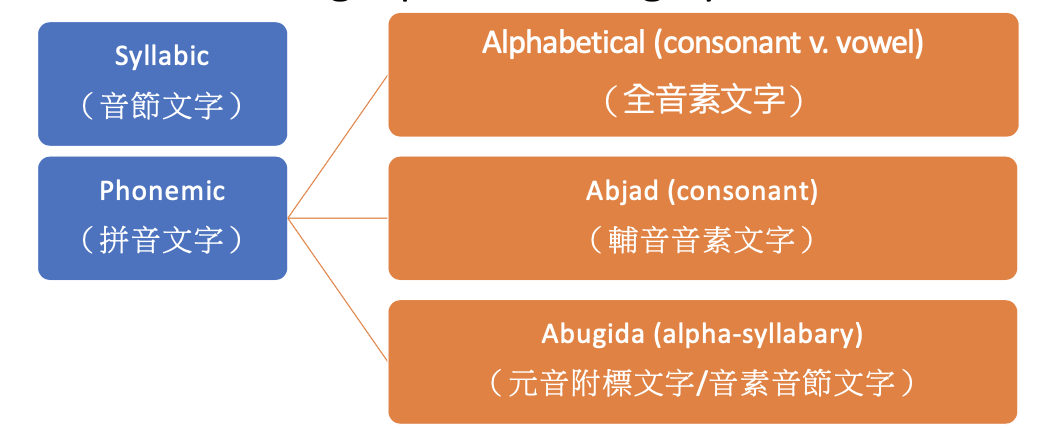 Syllabic
（音節文字）
Phonemic
（拼音文字）
Alphabetical (consonant v. vowel)
（全音素文字）
Abjad (consonant)
（輔音音素文字）
Abugida (alpha-syllabary)
（元音附標文字/音素音節文字）